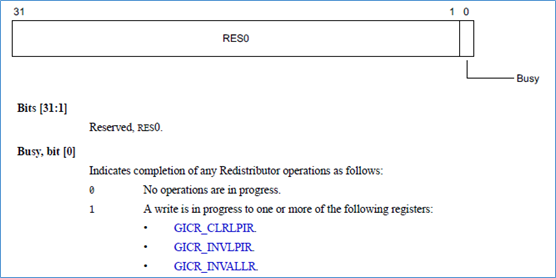 31 1 0
RES0
Busy
Bits [31:1]
Reserved, RES0.
Busy, bit [0]
Indicates completion of any Redistributor operations as follows:
0 No operations are in progress.
1 A write is in progress to one or more of the following registers:
• GICR_CLRLPIR.
• GICR_INVLPIR.
• GICR_INVALLR.